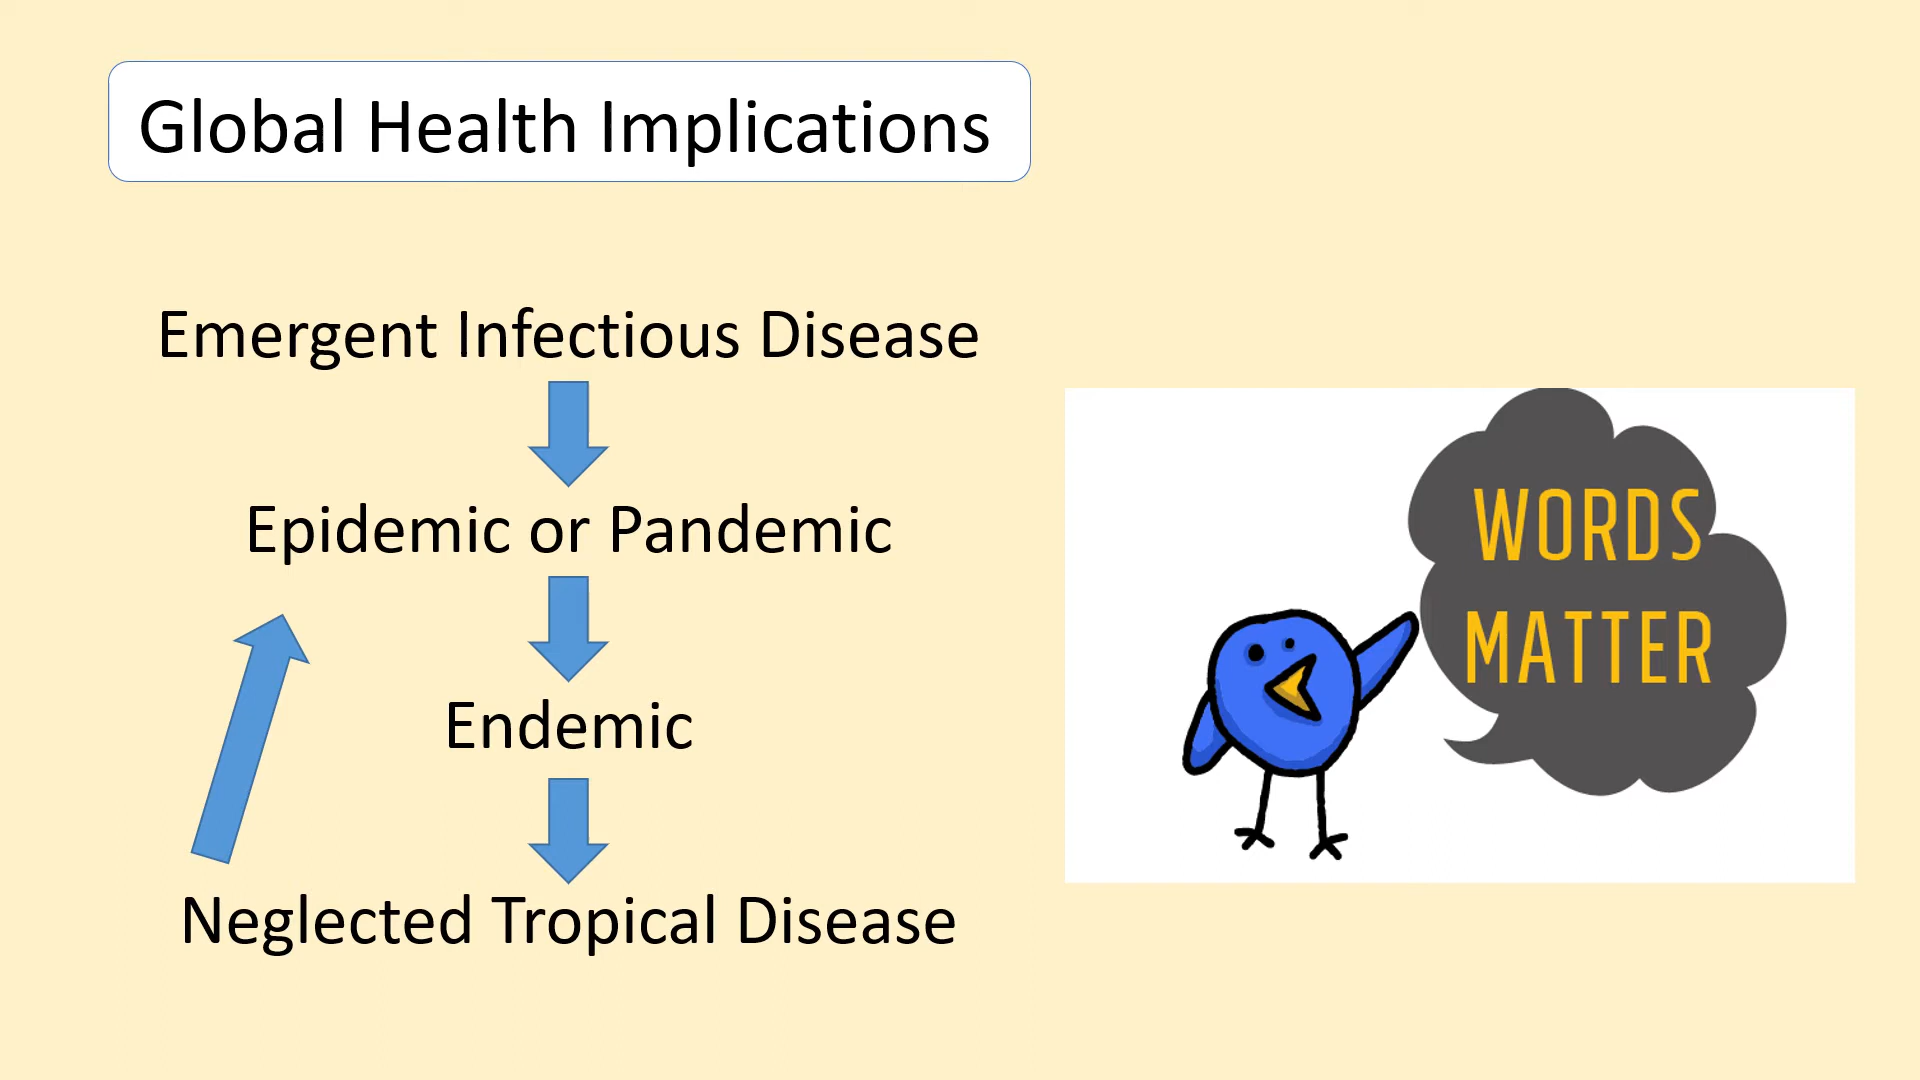 Global Health Implications
Emergent Infectious Disease
Epidemic or Pandemic
Endemic
Neglected Tropical Disease
WORDS
MATTER